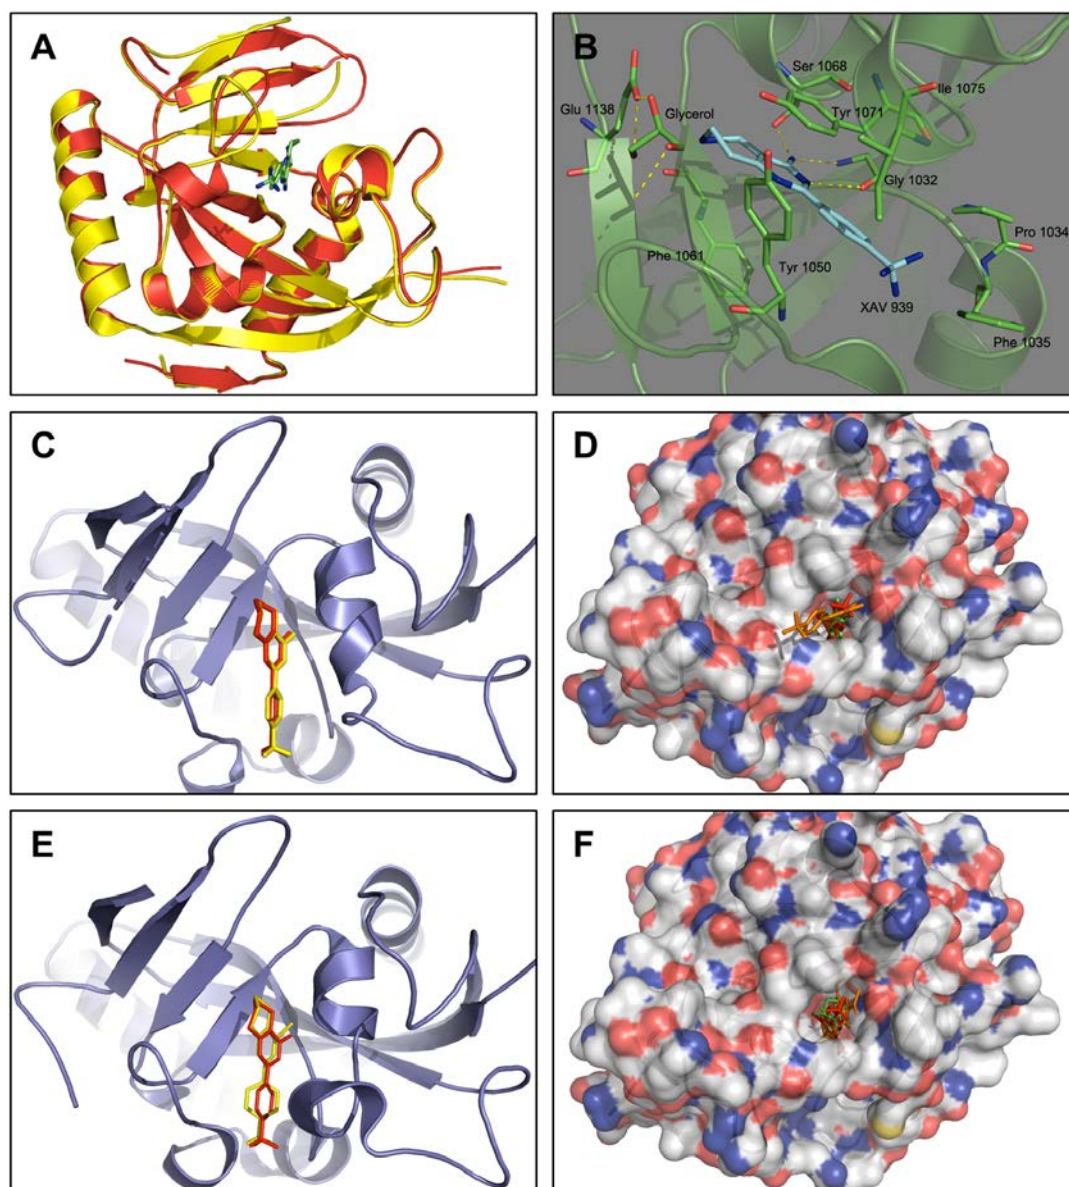 A
B
Ser 1068
Ile 1075
Glu 1138
Glycerol
Tyr 1071
Gly 1032
Pro 1034
Phe 1061
Tyr 1050
XAV 939
Phe 1035
C
D
E
F